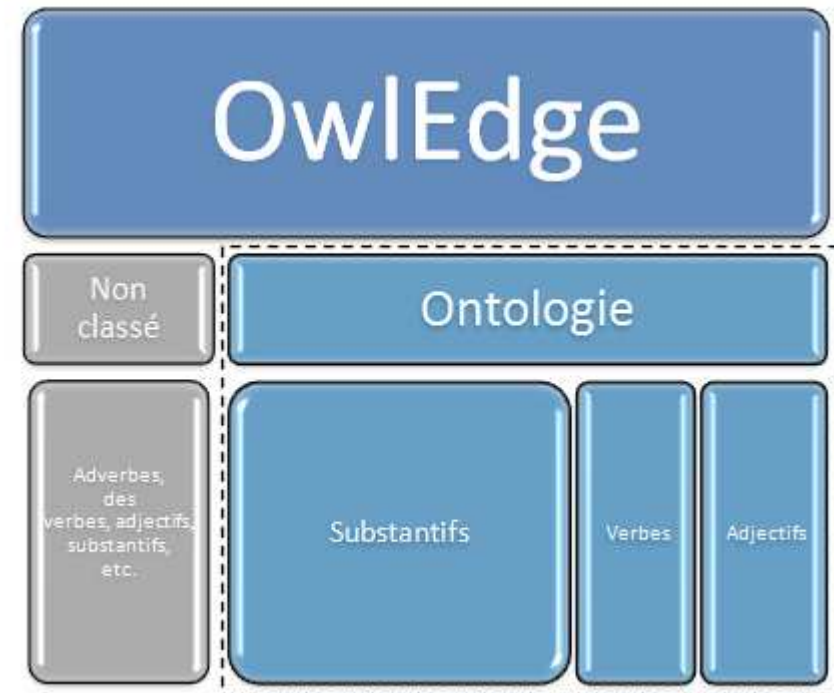 OwlEdge
Non
classé
Ontologie
Adverbes,
des
verbes, adjectifs,
substantifs,
etc.
Substantifs
Verbes
Adjectifs